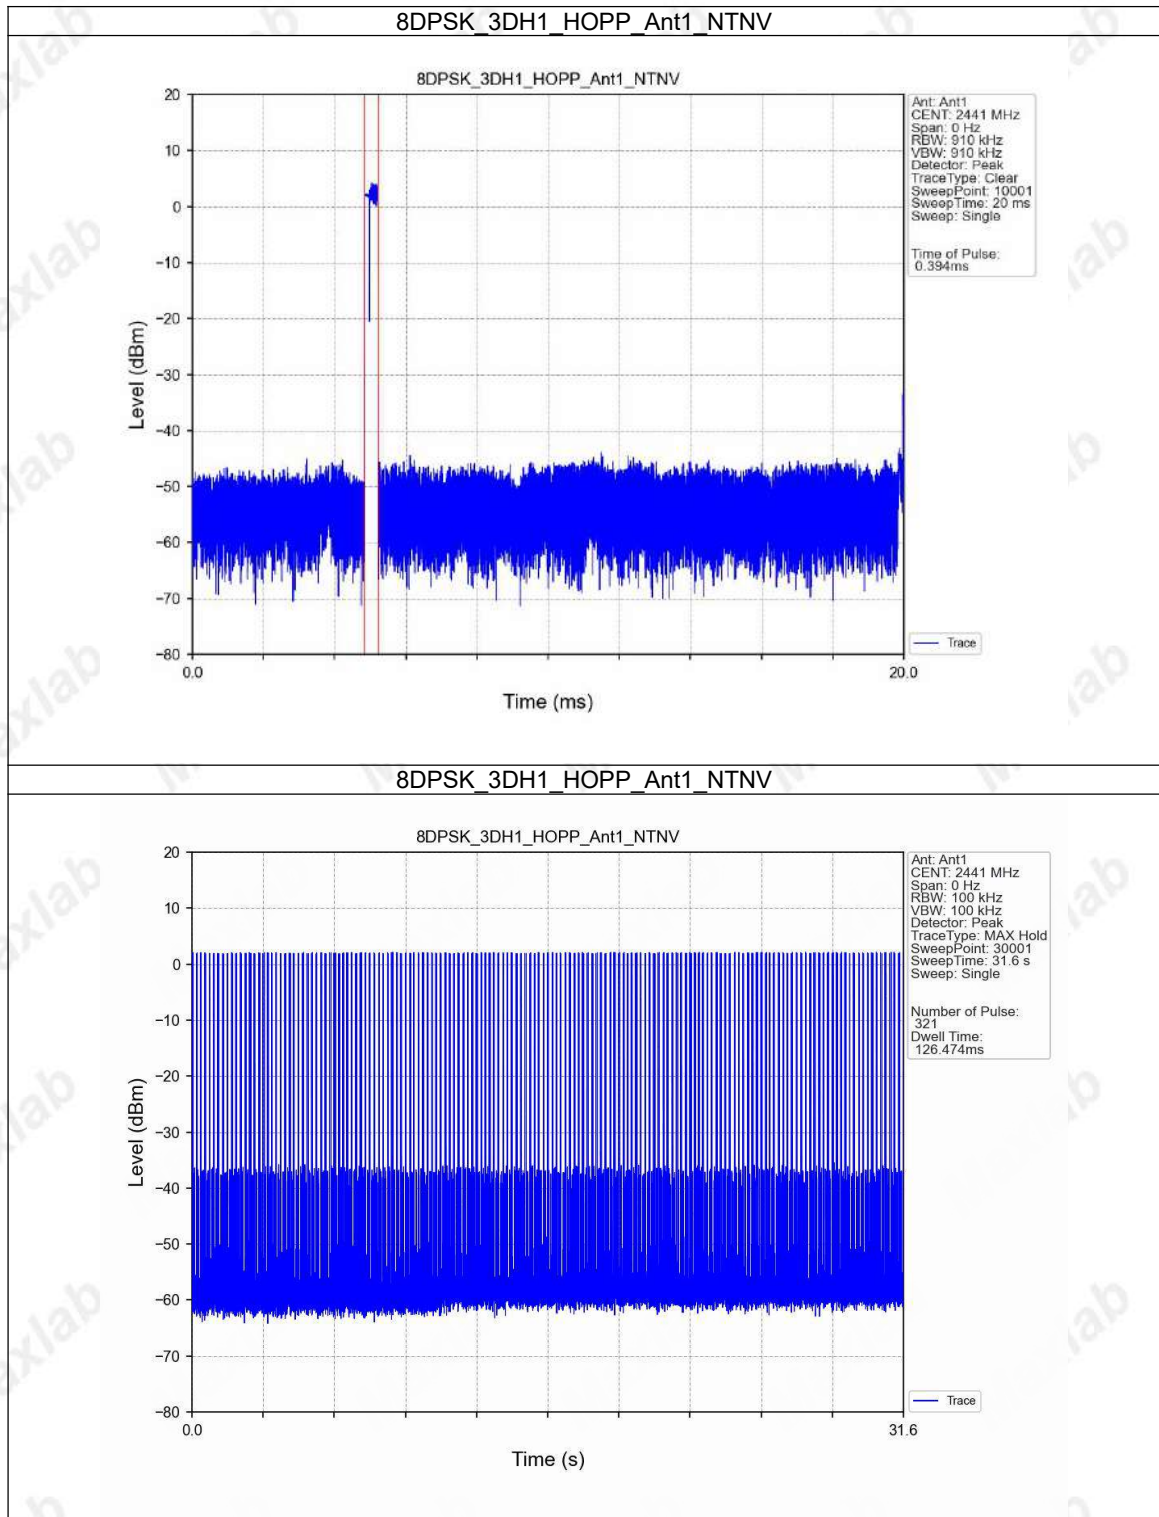 8DPSK_3DH1_HOPP_Ant1_NTNV
8DPSK_3DH1_HOPP_Ant1_NTNV
20
10
0
−10
−20
−30
−40
−50
−60
−70
−80
Level (dBm)
0.0
20.0
Time (ms)
Ant: Ant1
CENT: 2441 MHz
Span: 0 Hz
RBW: 910 kHz
VBW: 910 kHz
Detector: Peak
TraceType: Clear
SweepPoint: 10001
SweepTime: 20 ms
Sweep: Single
Time of Pulse:
0.394ms
Trace
8DPSK_3DH1_HOPP_Ant1_NTNV
8DPSK_3DH1_HOPP_Ant1_NTNV
20
10
0
−10
−20
−30
−40
−50
−60
−70
−80
Level (dBm)
0.0
31.6
Time (s)
Ant: Ant1
CENT: 2441 MHz
Span: 0 Hz
RBW: 100 kHz
VBW: 100 kHz
Detector: Peak
TraceType: MAX Hold
SweepPoint: 30001
SweepTime: 31.6 s
Sweep: Single
Number of Pulse:
321
Dwell Time:
126.474ms
Trace